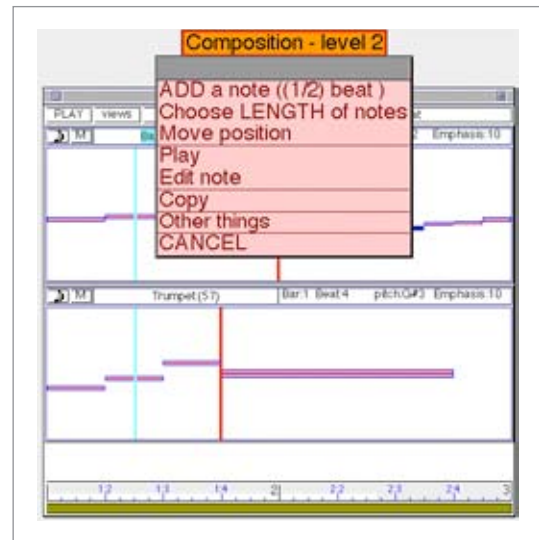 Composition - level 2
ADD a note ((1/2) beat )
Choose LENGTH of notes
Move position
Play
Edit note
Copy
Other things
CANCEL
PLAY views
M Emphasis:10
M Trumpet(57) Bar:1 Beat:4 pitch:G#3 Emphasis:10
1:2 1:3 1:4 2 2:2 2:3 2:4 3